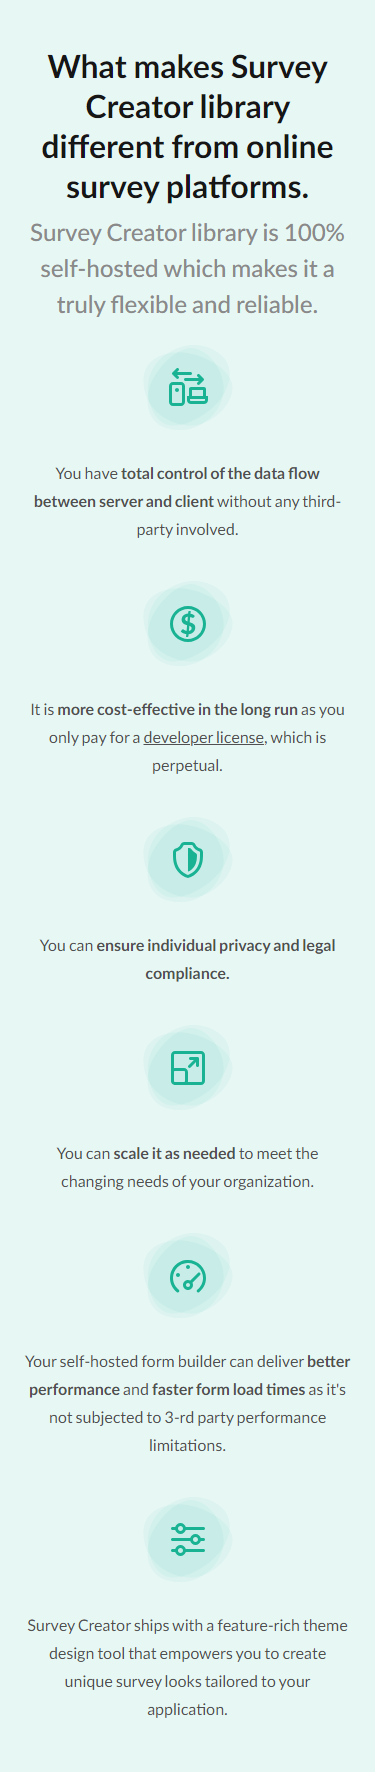 What makes Survey
Creator library
different from online
survey platforms.
Survey Creator library is 100%
self-hosted which makes it a
truly flexible and reliable.
You have total control of the data flow
between server and client without any third-
party involved.
It is more cost-effective in the long run as you
only pay for a developer license, which is
perpetual.
You can ensure individual privacy and legal
compliance.
You can scale it as needed to meet the
changing needs of your organization.
Your self-hosted form builder can deliver better
performance and faster form load times as it's
not subjected to 3-rd party performance
limitations.
Survey Creator ships with a feature-rich theme
design tool that empowers you to create
unique survey looks tailored to your
application.